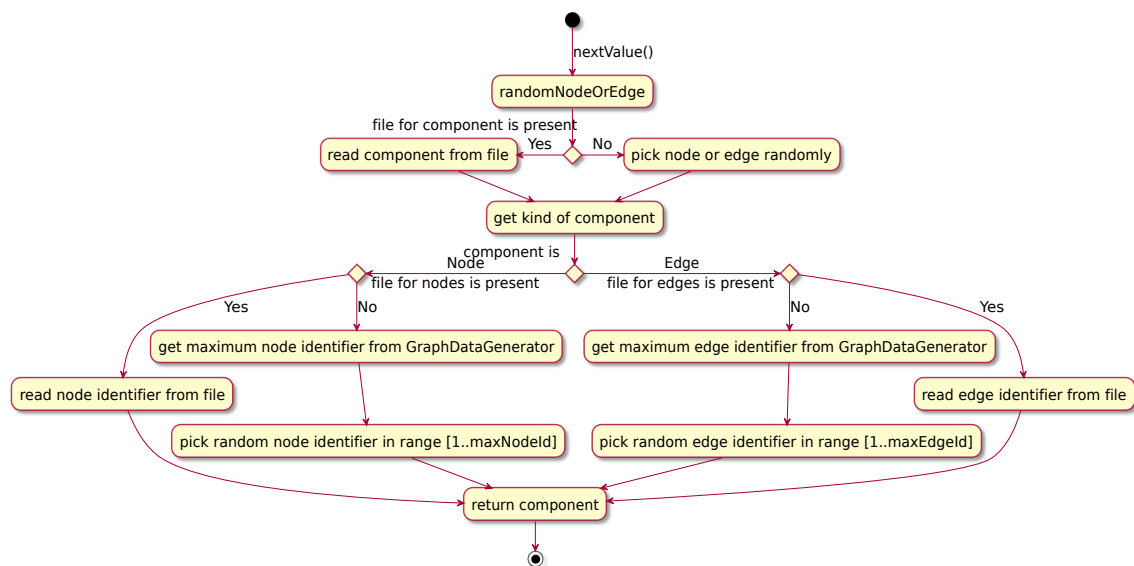 nextValue()
randomNodeOrEdge
file for component is present
Yes
No
read component from file
pick node or edge randomly
get kind of component
component is
Node
Edge
file for nodes is present
file for edges is present
Yes
No
No
Yes
get maximum node identifier from GraphDataGenerator
get maximum edge identifier from GraphDataGenerator
read node identifier from file
read edge identifier from file
pick random node identifier in range [1..maxNodeId]
pick random edge identifier in range [1..maxEdgeId]
return component